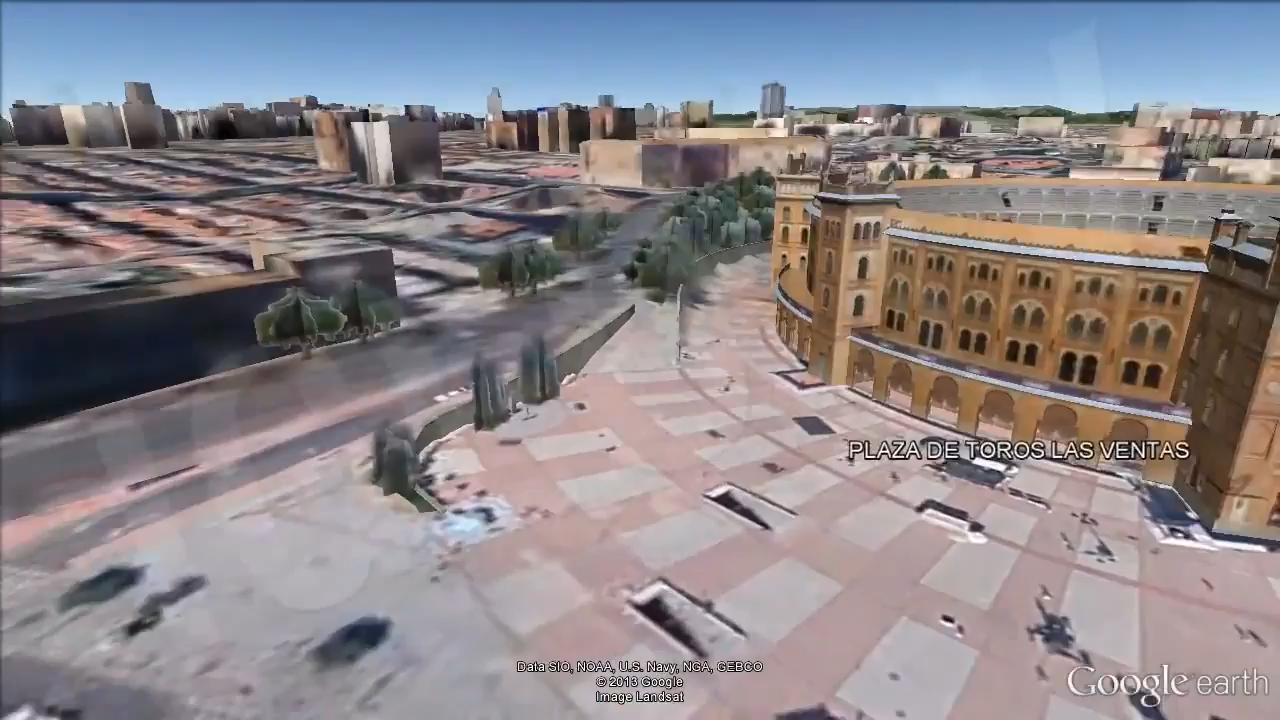 PLAZA DE TOROS LAS VENTAS
Data SIO, NOAA, U.S. Navy, NGA, GEBCO
© 2013 Google
Image Landsat
Google earth